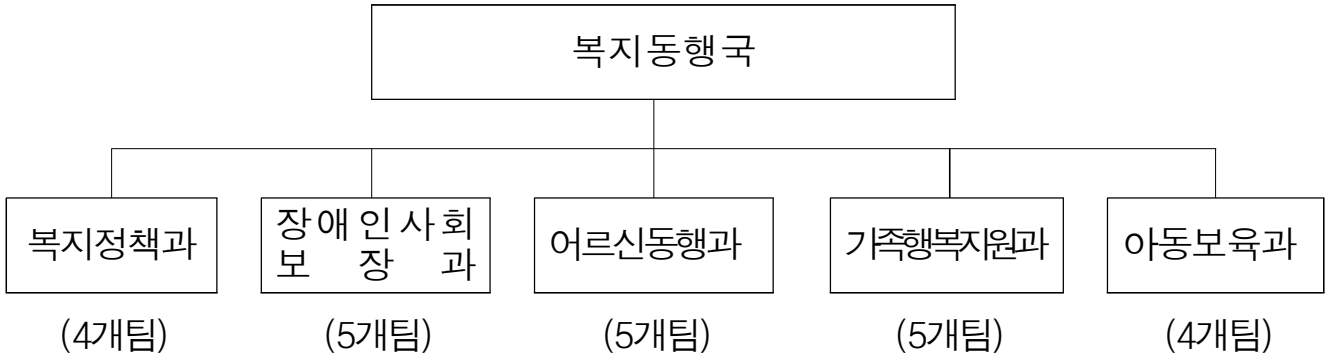 복지동행국
복지정책과
장애인사회
보장과
어르신동행과
가족행복지원과
아동보육과
(4개팀)
(5개팀)
(5개팀)
(5개팀)
(4개팀)